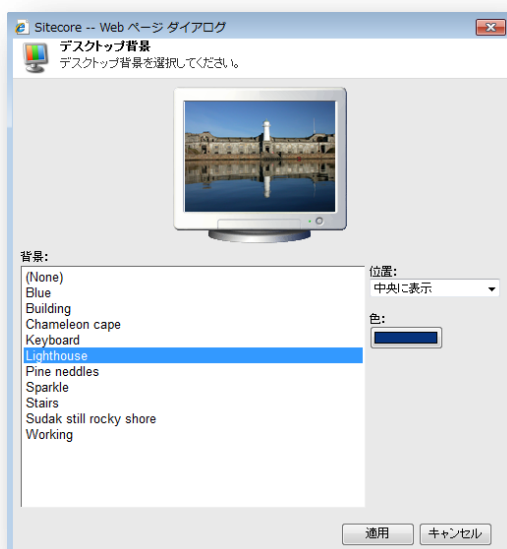 Sitecore -- Web ページ ダイアログ
デスクトップ背景
デスクトップ背景を選択してください。
背景:
(None)
Blue
Building
Chameleon cape
Keyboard
Lighthouse
Pine neddles
Sparkle
Stairs
Sudak still rocky shore
Working
位置:
中央に表示
色:
適用
キャンセル